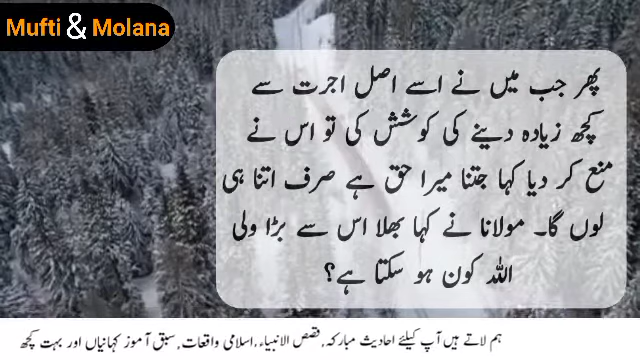 Mufti & Molana
پھر جب میں نے اسے اصل اجرت سے
کچھ زیادہ دینے کی کوشش کی تو اس نے
منع کر دیا کہا جتنا میرا حق ہے صرف اتنا ہی
لوں گا۔ مولانا نے کہا بھلا اس سے بڑا ولی
اللہ کون ہو سکتا ہے؟
ہم لاتے ہیں آپ کیلئے احادیث مبارکہ, قصص الانبیاء, اسلامی واقعات, سبق آموز کہانیاں اور بہت کچھ